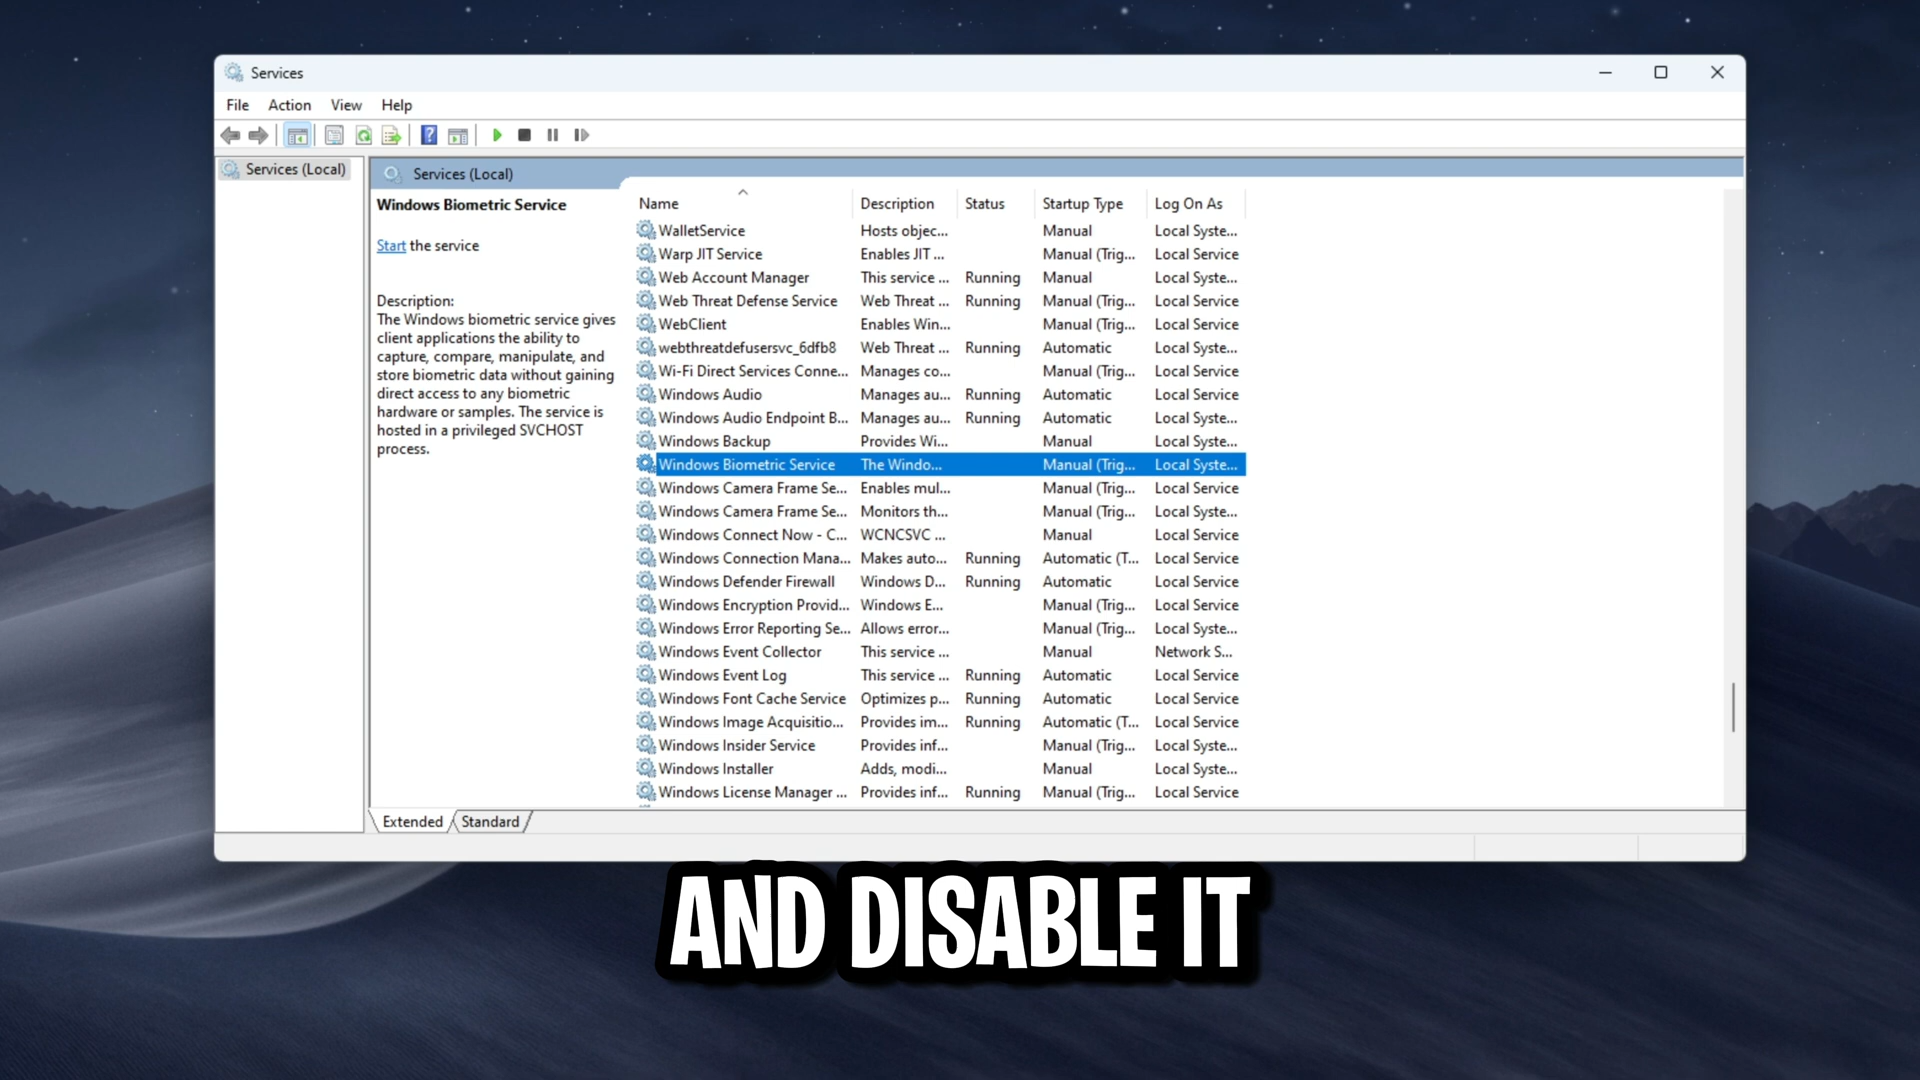 Services
File Action View Help
Services (Local)
Services (Local)
Windows Biometric Service
Start the service
Description:
The Windows biometric service gives
client applications the ability to
capture, compare, manipulate, and
store biometric data without gaining
direct access to any biometric
hardware or samples. The service is
hosted in a privileged SVCHOST
process.
Name Description Status Startup Type Log On As
WalletService Hosts objec... Manual Local Syste...
Warp JIT Service Enables JIT ... Manual (Trig... Local Service
Web Account Manager This service ... Running Manual Local Syste...
Web Threat Defense Service Web Threat ... Running Manual (Trig... Local Service
WebClient Enables Win... Manual (Trig... Local Service
webthreatdefusersvc_6dfb8 Web Threat ... Running Automatic Local Syste...
Wi-Fi Direct Services Conne... Manages co... Manual (Trig... Local Service
Windows Audio Manages au... Running Automatic Local Service
Windows Audio Endpoint B... Manages au... Running Automatic Local Syste...
Windows Backup Provides Wi... Manual Local Syste...
Windows Biometric Service The Windo... Manual (Trig... Local Syste...
Windows Camera Frame Se... Enables mul... Manual (Trig... Local Service
Windows Camera Frame Se... Monitors th... Manual (Trig... Local Syste...
Windows Connect Now - C... WCNCSVC ... Manual Local Service
Windows Connection Mana... Makes auto... Running Automatic (T... Local Service
Windows Defender Firewall Windows D... Running Automatic Local Service
Windows Encryption Provid... Windows E... Manual (Trig... Local Service
Windows Error Reporting Se... Allows error... Manual (Trig... Local Syste...
Windows Event Collector This service ... Manual Network S...
Windows Event Log This service ... Running Automatic Local Service
Windows Font Cache Service Optimizes p... Running Automatic Local Service
Windows Image Acquisitio... Provides im... Running Automatic (T... Local Service
Windows Insider Service Provides inf... Manual (Trig... Local Syste...
Windows Installer Adds, modi... Manual Local Syste...
Windows License Manager ... Provides inf... Running Manual (Trig... Local Service
Extended Standard
AND DISABLE IT